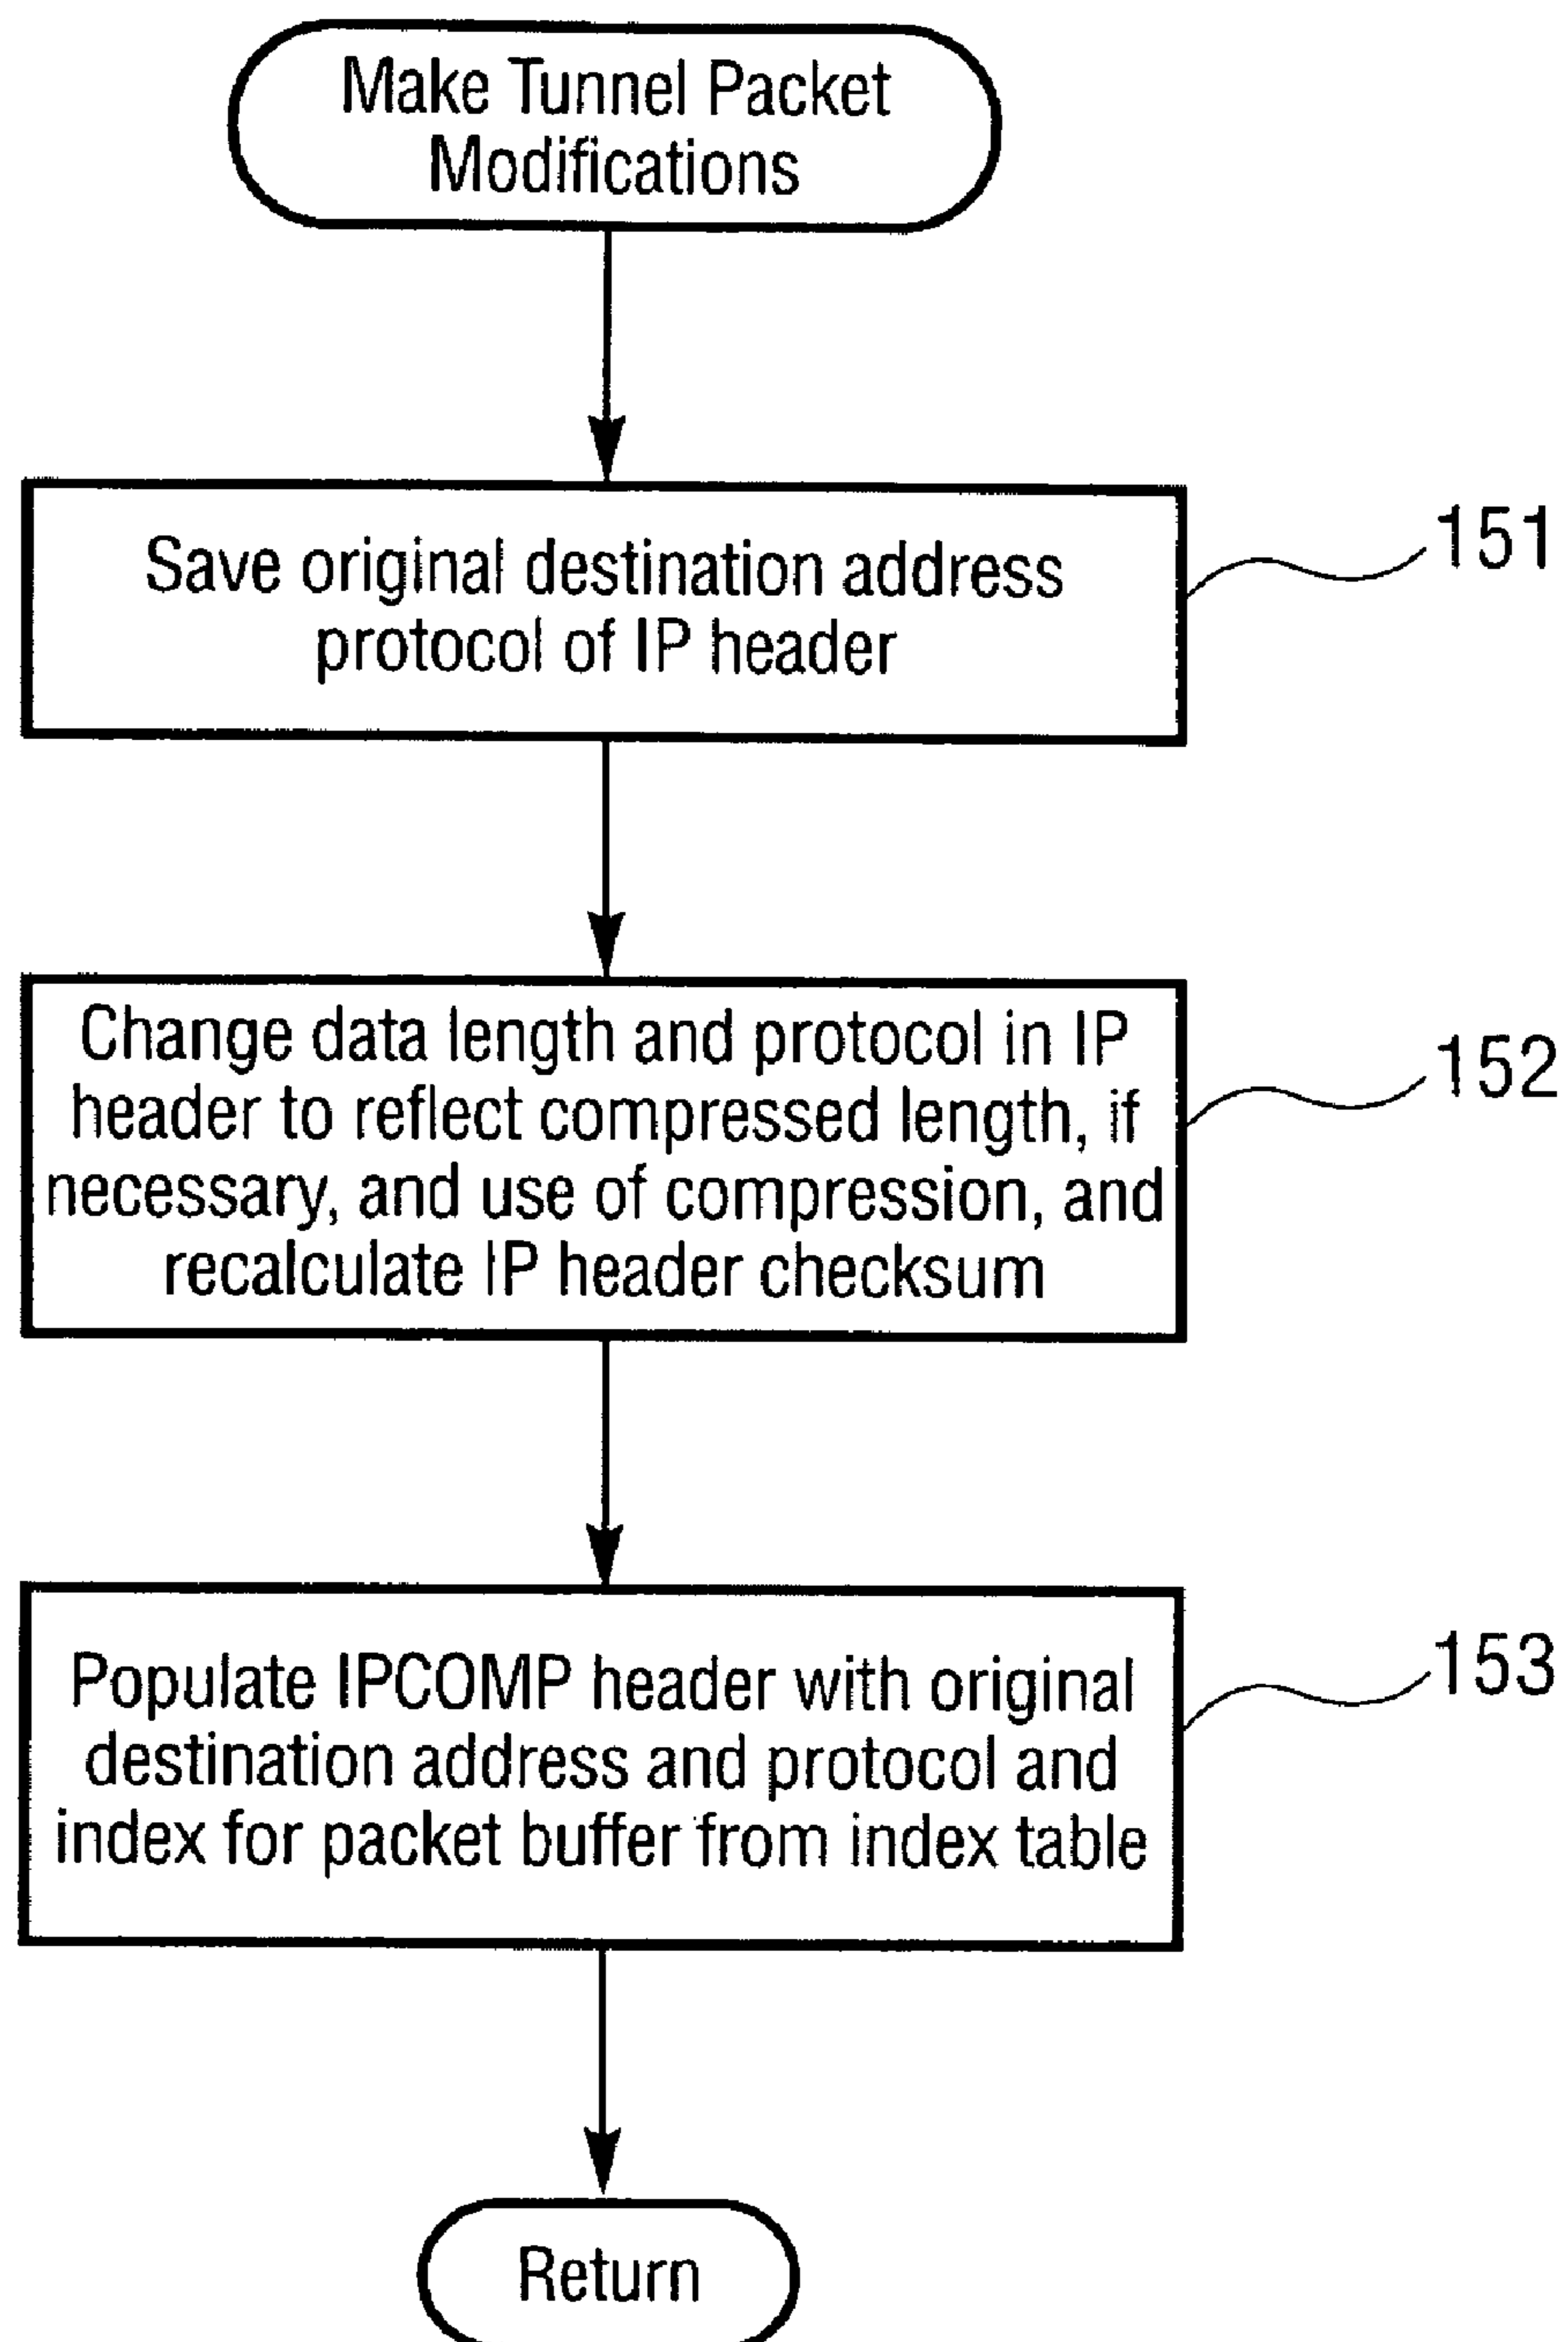 Make Tunnel Packet
Modifications
Save original destination address
protocol of IP header
151
Change data length and protocol in IP
header to reflect compressed length, if
necessary, and use of compression, and
recalculate IP header checksum
152
Populate IPCOMP header with original
destination address and protocol and
index for packet buffer from index table
153
Return